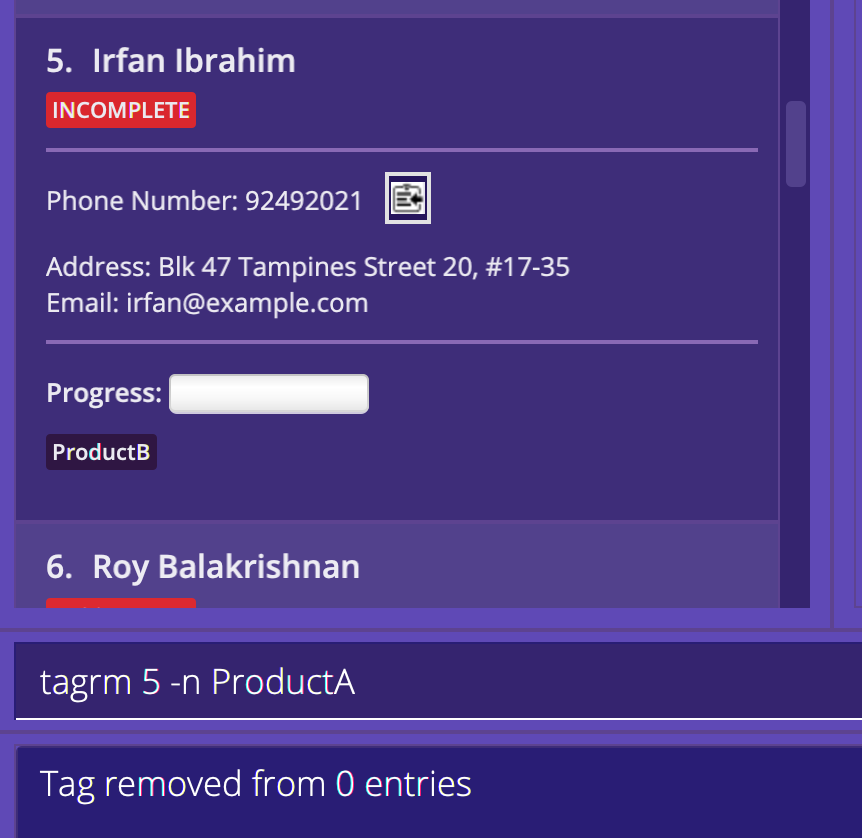 5. Irfan Ibrahim
INCOMPLETE
Phone Number: 92492021
Address: Blk 47 Tampines Street 20, #17-35
Email: irfan@example.com
Progress:
ProductB
6. Roy Balakrishnan
tagrm 5 -n ProductA
Tag removed from 0 entries